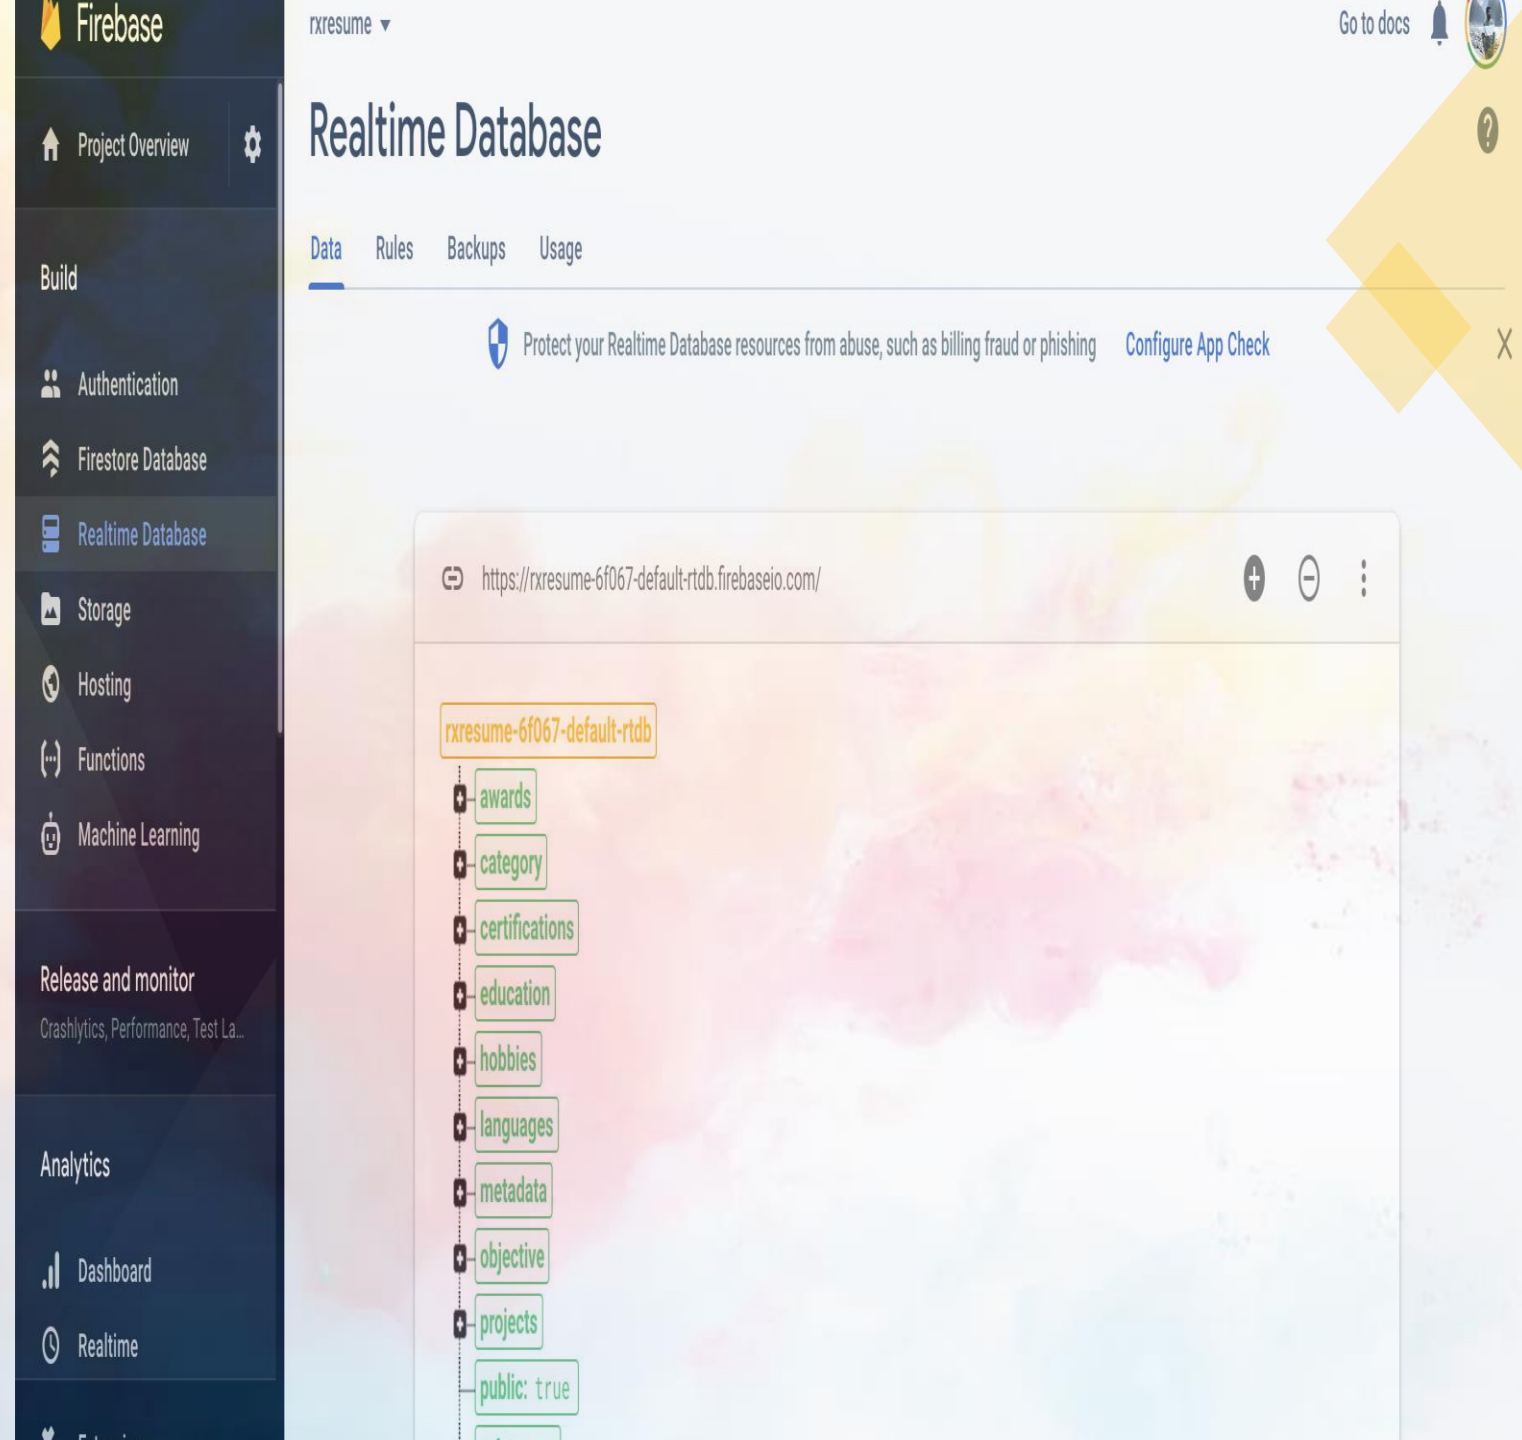 Firebase
rxresume
Go to docs
Project Overview
Realtime Database
Data Rules Backups Usage
Build
Protect your Realtime Database resources from abuse, such as billing fraud or phishing Configure App Check
Authentication
Firestore Database
Realtime Database
Storage
Hosting
Functions
Machine Learning
Release and monitor
Crashlytics, Performance, Test La...
Analytics
Dashboard
Realtime
https://rxresume-6f067-default-rtdb.firebaseio.com/
rxresume-6f067-default-rtdb
awards
category
certifications
education
hobbies
languages
metadata
objective
projects
public: true